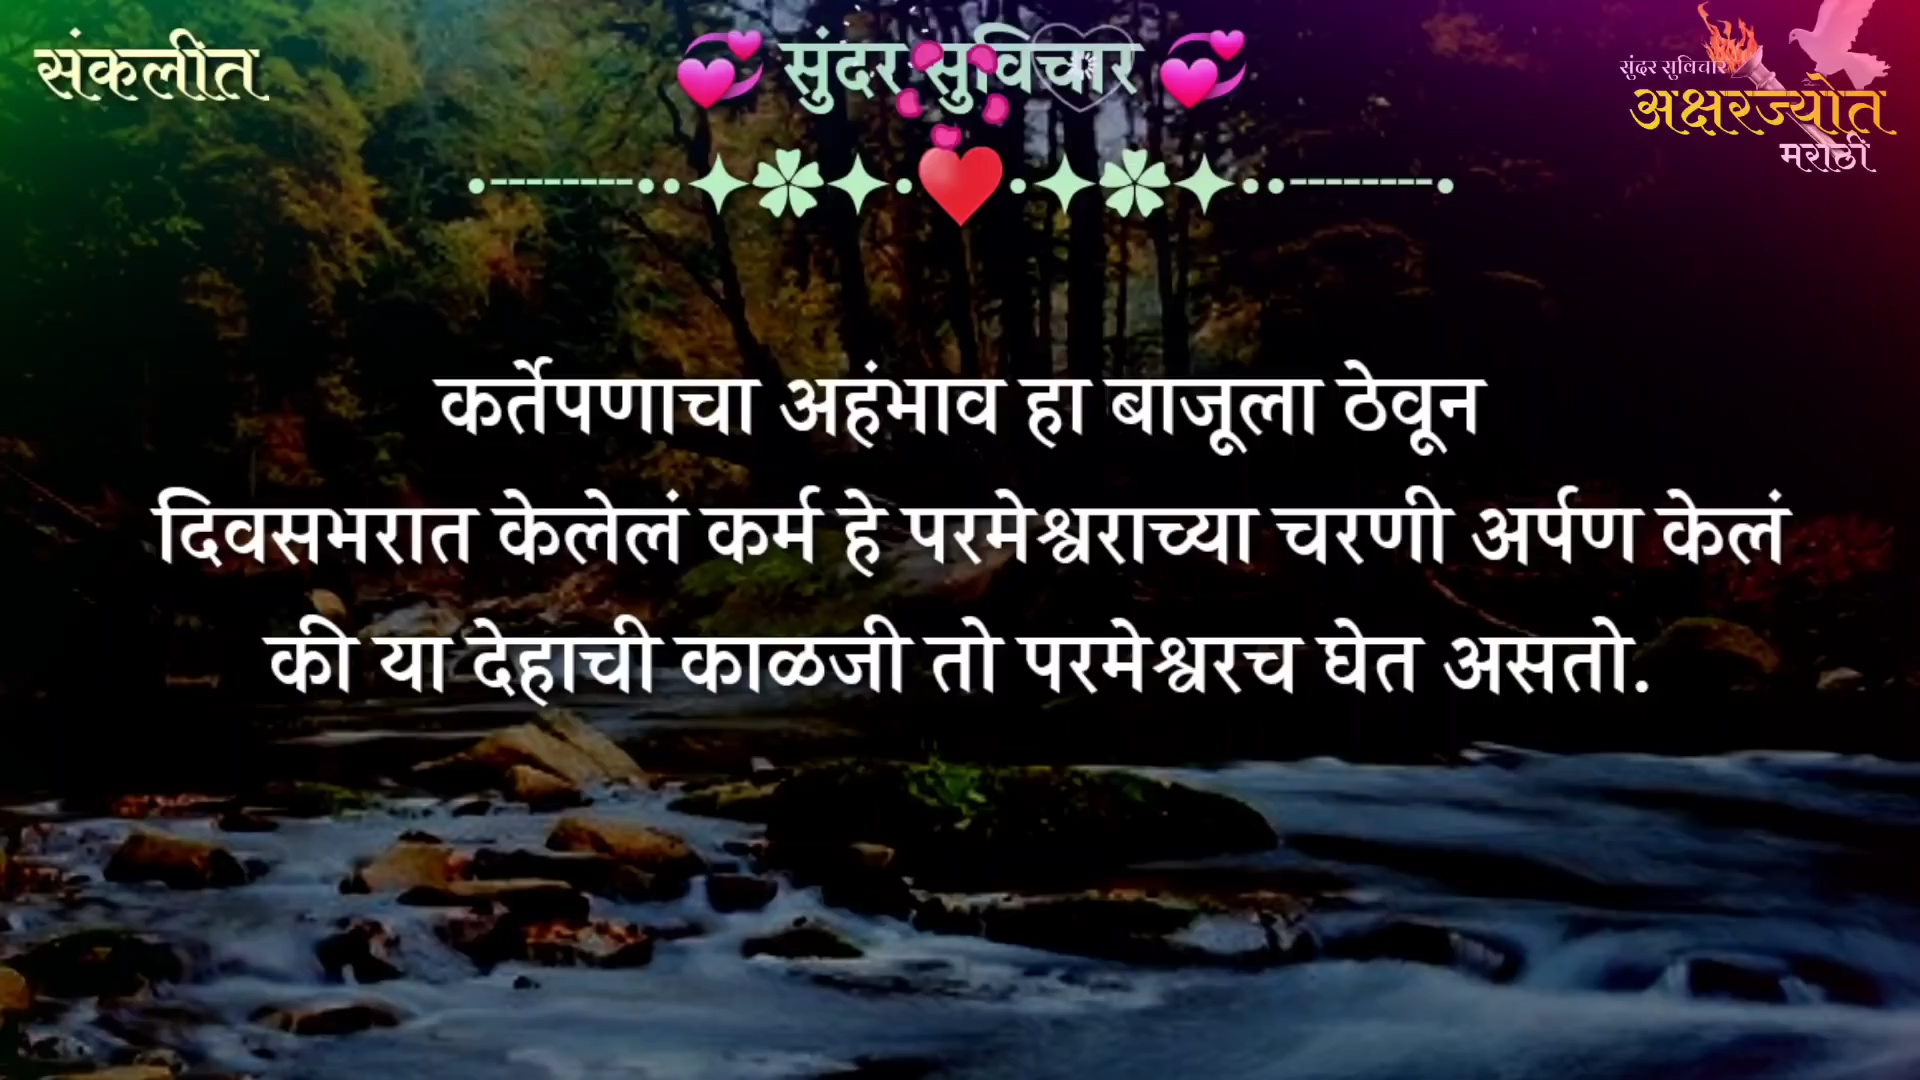 संकलीत
💞 सुंदर सुविचार 💞
सुंदर सुविचार
अक्षरज्योत
मराठी
कर्तेपणाचा अहंभाव हा बाजूला ठेवून
दिवसभरात केलेलं कर्म हे परमेश्वराच्या चरणी अर्पण केलं
की या देहाची काळजी तो परमेश्वरच घेत असतो.